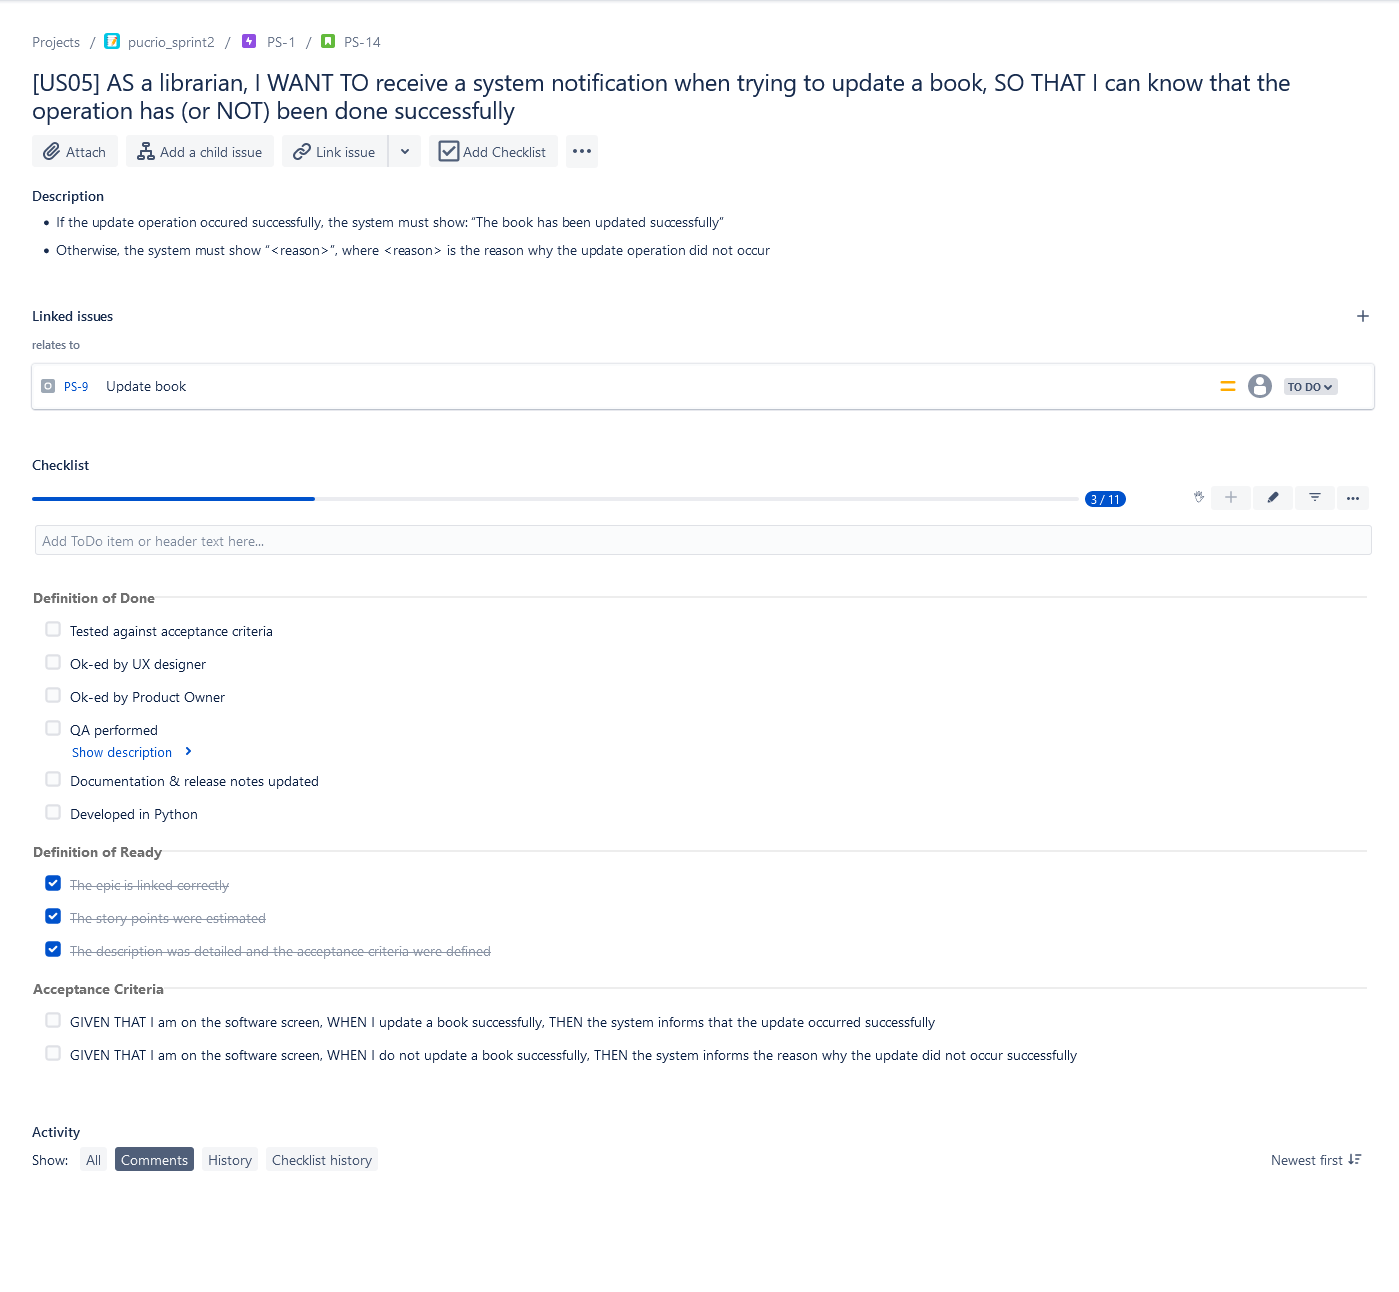 Projects / pucrio_sprint2 / PS-1 / PS-14
[US05] AS a librarian, I WANT TO receive a system notification when trying to update a book, SO THAT I can know that the
operation has (or NOT) been done successfully
Attach Add a child issue Link issue Add Checklist
Description
• If the update operation occured successfully, the system must show: “The book has been updated successfully”
• Otherwise, the system must show “<reason>”, where <reason> is the reason why the update operation did not occur
Linked issues
relates to
PS-9 Update book TO DO
Checklist
3 / 11
Add ToDo item or header text here...
Definition of Done
Tested against acceptance criteria
Ok-ed by UX designer
Ok-ed by Product Owner
QA performed
Show description
Documentation & release notes updated
Developed in Python
Definition of Ready
The epic is linked correctly
The story points were estimated
The description was detailed and the acceptance criteria were defined
Acceptance Criteria
GIVEN THAT I am on the software screen, WHEN I update a book successfully, THEN the system informs that the update occurred successfully
GIVEN THAT I am on the software screen, WHEN I do not update a book successfully, THEN the system informs the reason why the update did not occur successfully
Activity
Show: All Comments History Checklist history Newest first